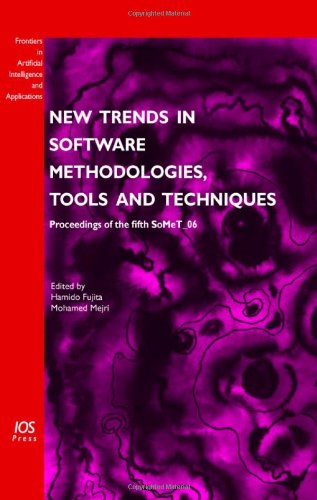 Frontiers
in
Artificial
Intelligence
and
Applications
NEW TRENDS IN
SOFTWARE
METHODOLOGIES,
TOOLS AND TECHNIQUES
Proceedings of the fifth SoMeT_06
Edited by
Hamido Fujita
Mohamed Mejri
IOS
Press